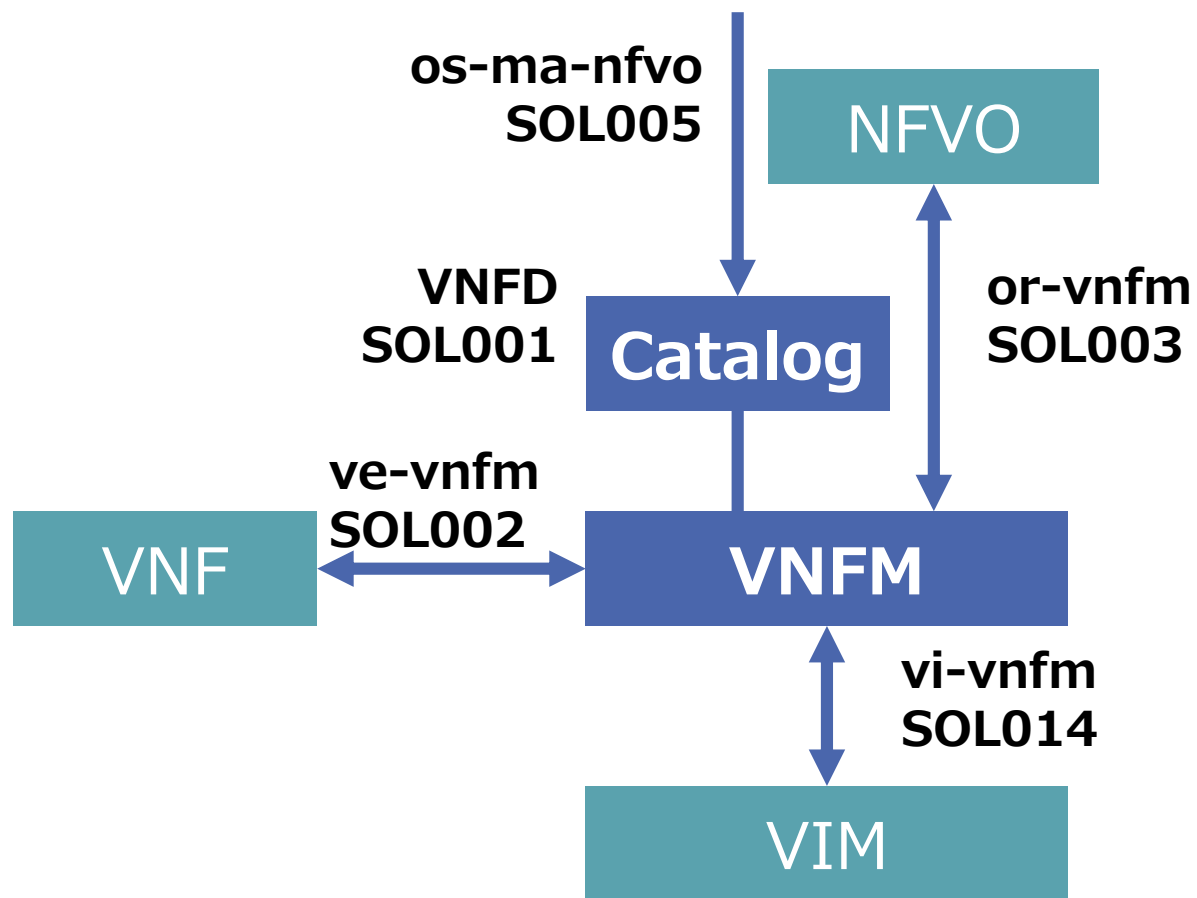 os-ma-nfvo
SOL005
NFVO
VNFD
SOL001
Catalog
or-vnfm
SOL003
ve-vnfm
SOL002
VNF
VNFM
vi-vnfm
SOL014
VIM